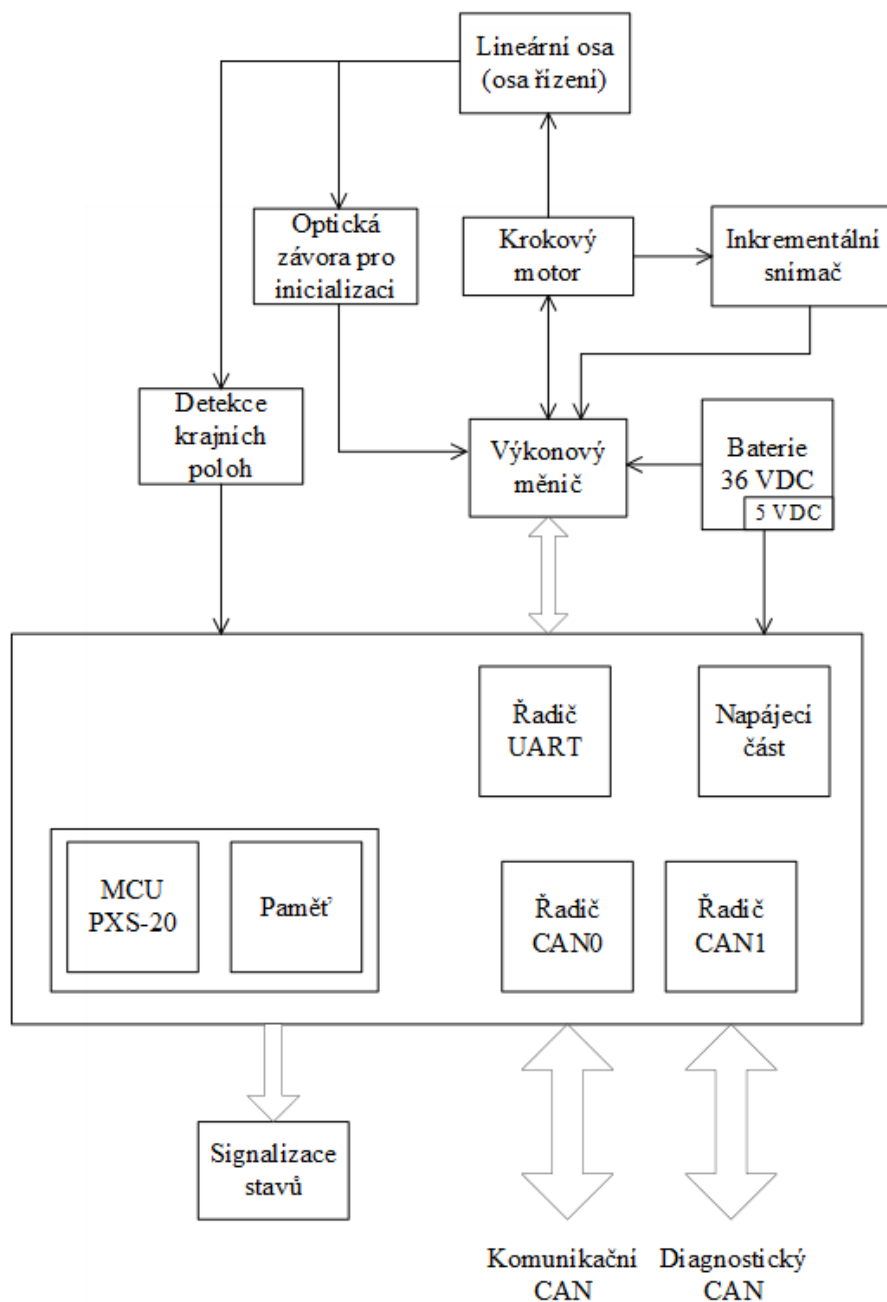 Lineární osa
(osa řízení)
Optická
závora pro
inicializaci
Krokový
motor
Inkrementální
snímač
Detekce
krajních
poloh
Výkonový
měnič
Baterie
36 VDC
5 VDC
Řadič
UART
Napájecí
část
MCU
PXS-20
Paměť
Řadič
CAN0
Řadič
CAN1
Signalizace
stavů
Komunikační
CAN
Diagnostický
CAN